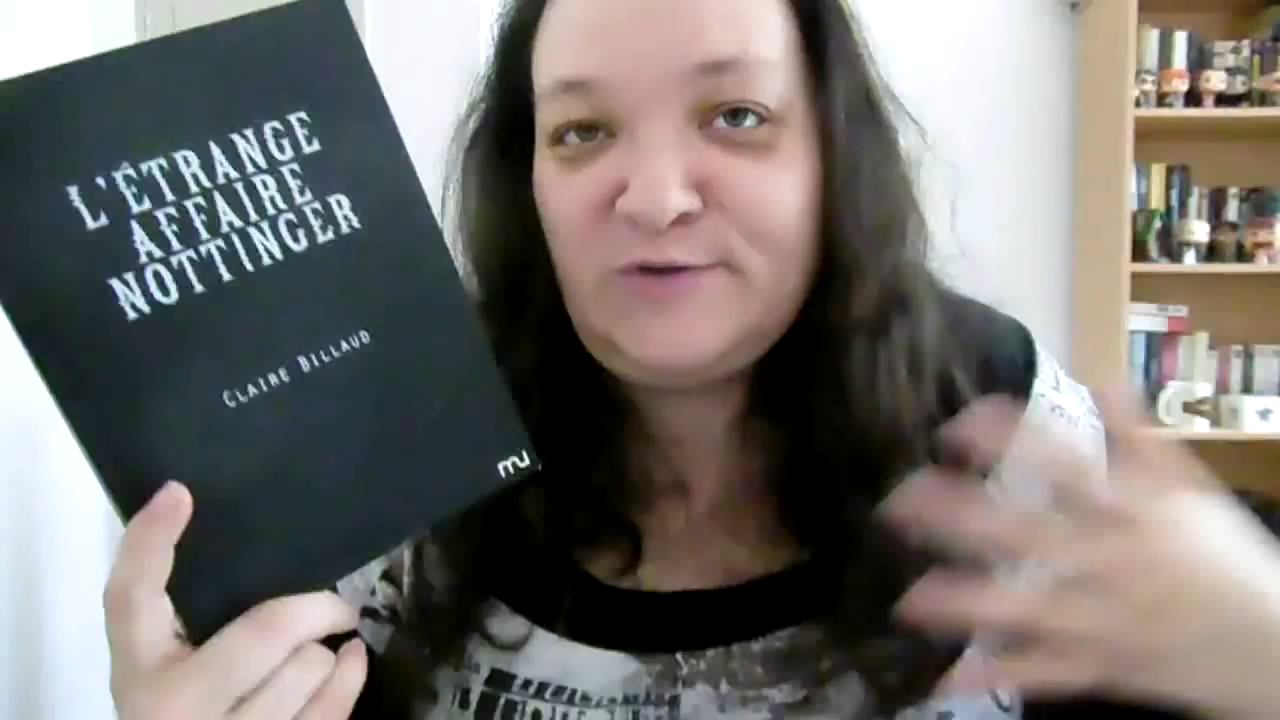 L'ÉTRANGE
AFFAIRE
NOTTINGER
CLAIRE BILLAUD
mu